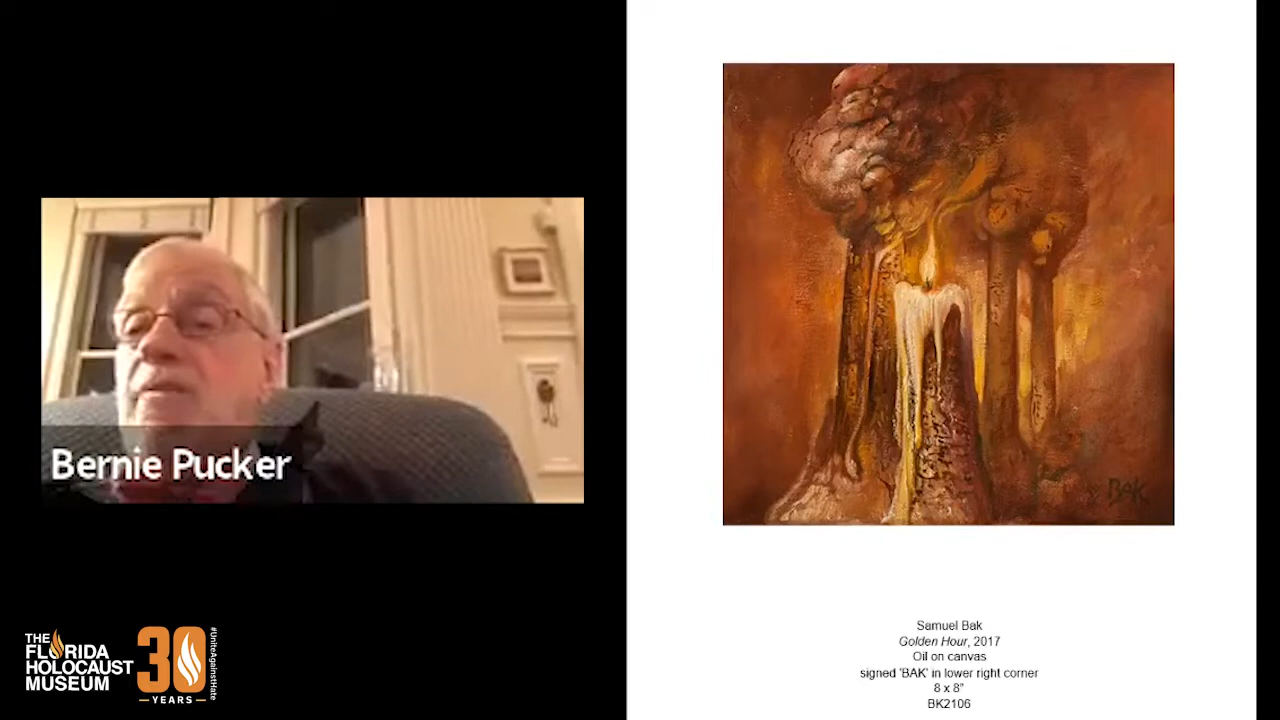 Bernie Pucker
THE
FLORIDA
HOLOCAUST
MUSEUM
30
YEARS
#UniteAgainstHate
BAK
Samuel Bak
Golden Hour, 2017
Oil on canvas
signed 'BAK' in lower right corner
8 x 8"
BK2106